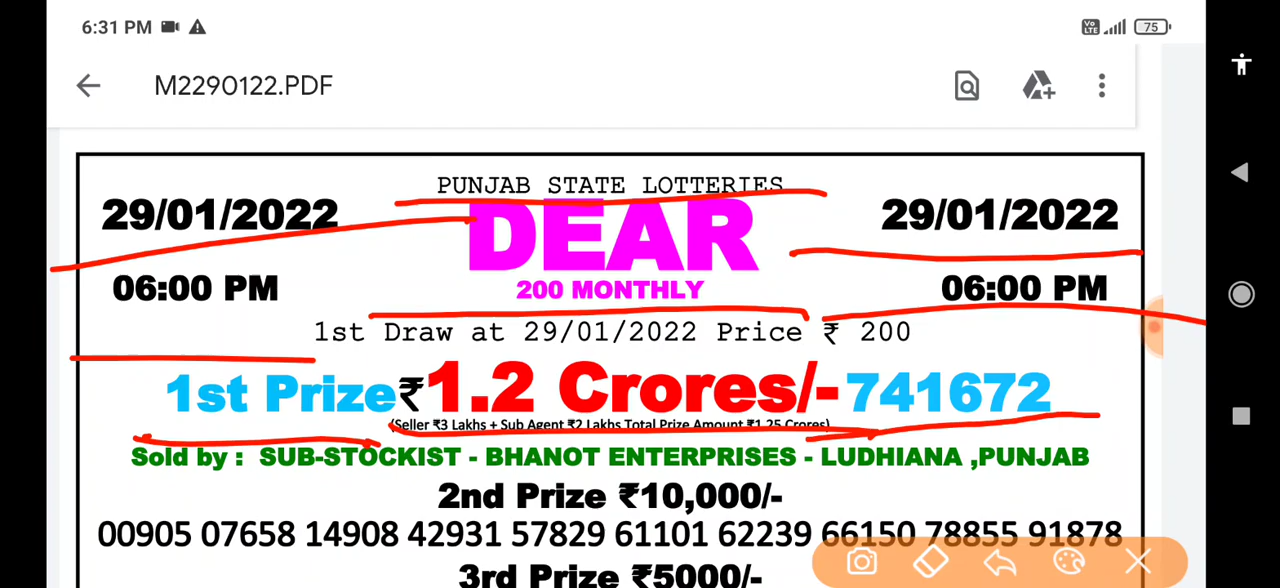 6:31 PM
Vo LTE
75
M2290122.PDF
PUNJAB STATE LOTTERIES
29/01/2022 DEAR 29/01/2022
06:00 PM 200 MONTHLY 06:00 PM
1st Draw at 29/01/2022 Price ₹ 200
1st Prize ₹1.2 Crores/- 741672
(Seller ₹3 Lakhs + Sub Agent ₹2 Lakhs Total Prize Amount ₹1.25 Crores)
Sold by : SUB-STOCKIST - BHANOT ENTERPRISES - LUDHIANA ,PUNJAB
2nd Prize ₹10,000/-
00905 07658 14908 42931 57829 61101 62239 66150 78855 91878
3rd Prize ₹5000/-